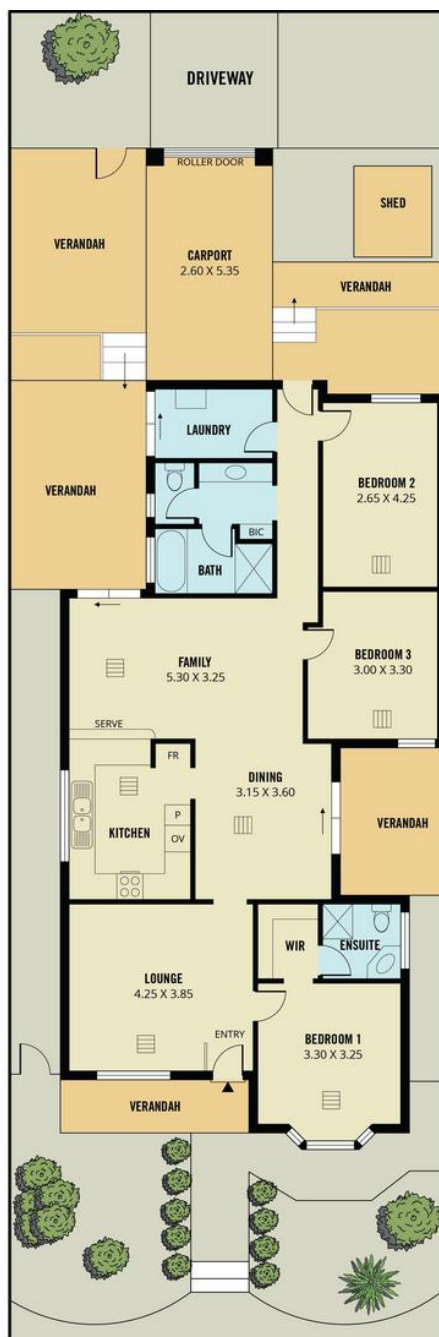 DRIVEWAY
ROLLER DOOR
VERANDAH
CARPORT
2.60 X 5.35
SHED
VERANDAH
LAUNDRY
VERANDAH
BEDROOM 2
2.65 X 4.25
BIC
BATH
FAMILY
5.30 X 3.25
BEDROOM 3
3.00 X 3.30
SERVE
FR
DINING
3.15 X 3.60
P
KITCHEN
OV
VERANDAH
WIR
ENSUITE
LOUNGE
4.25 X 3.85
ENTRY
BEDROOM 1
3.30 X 3.25
VERANDAH